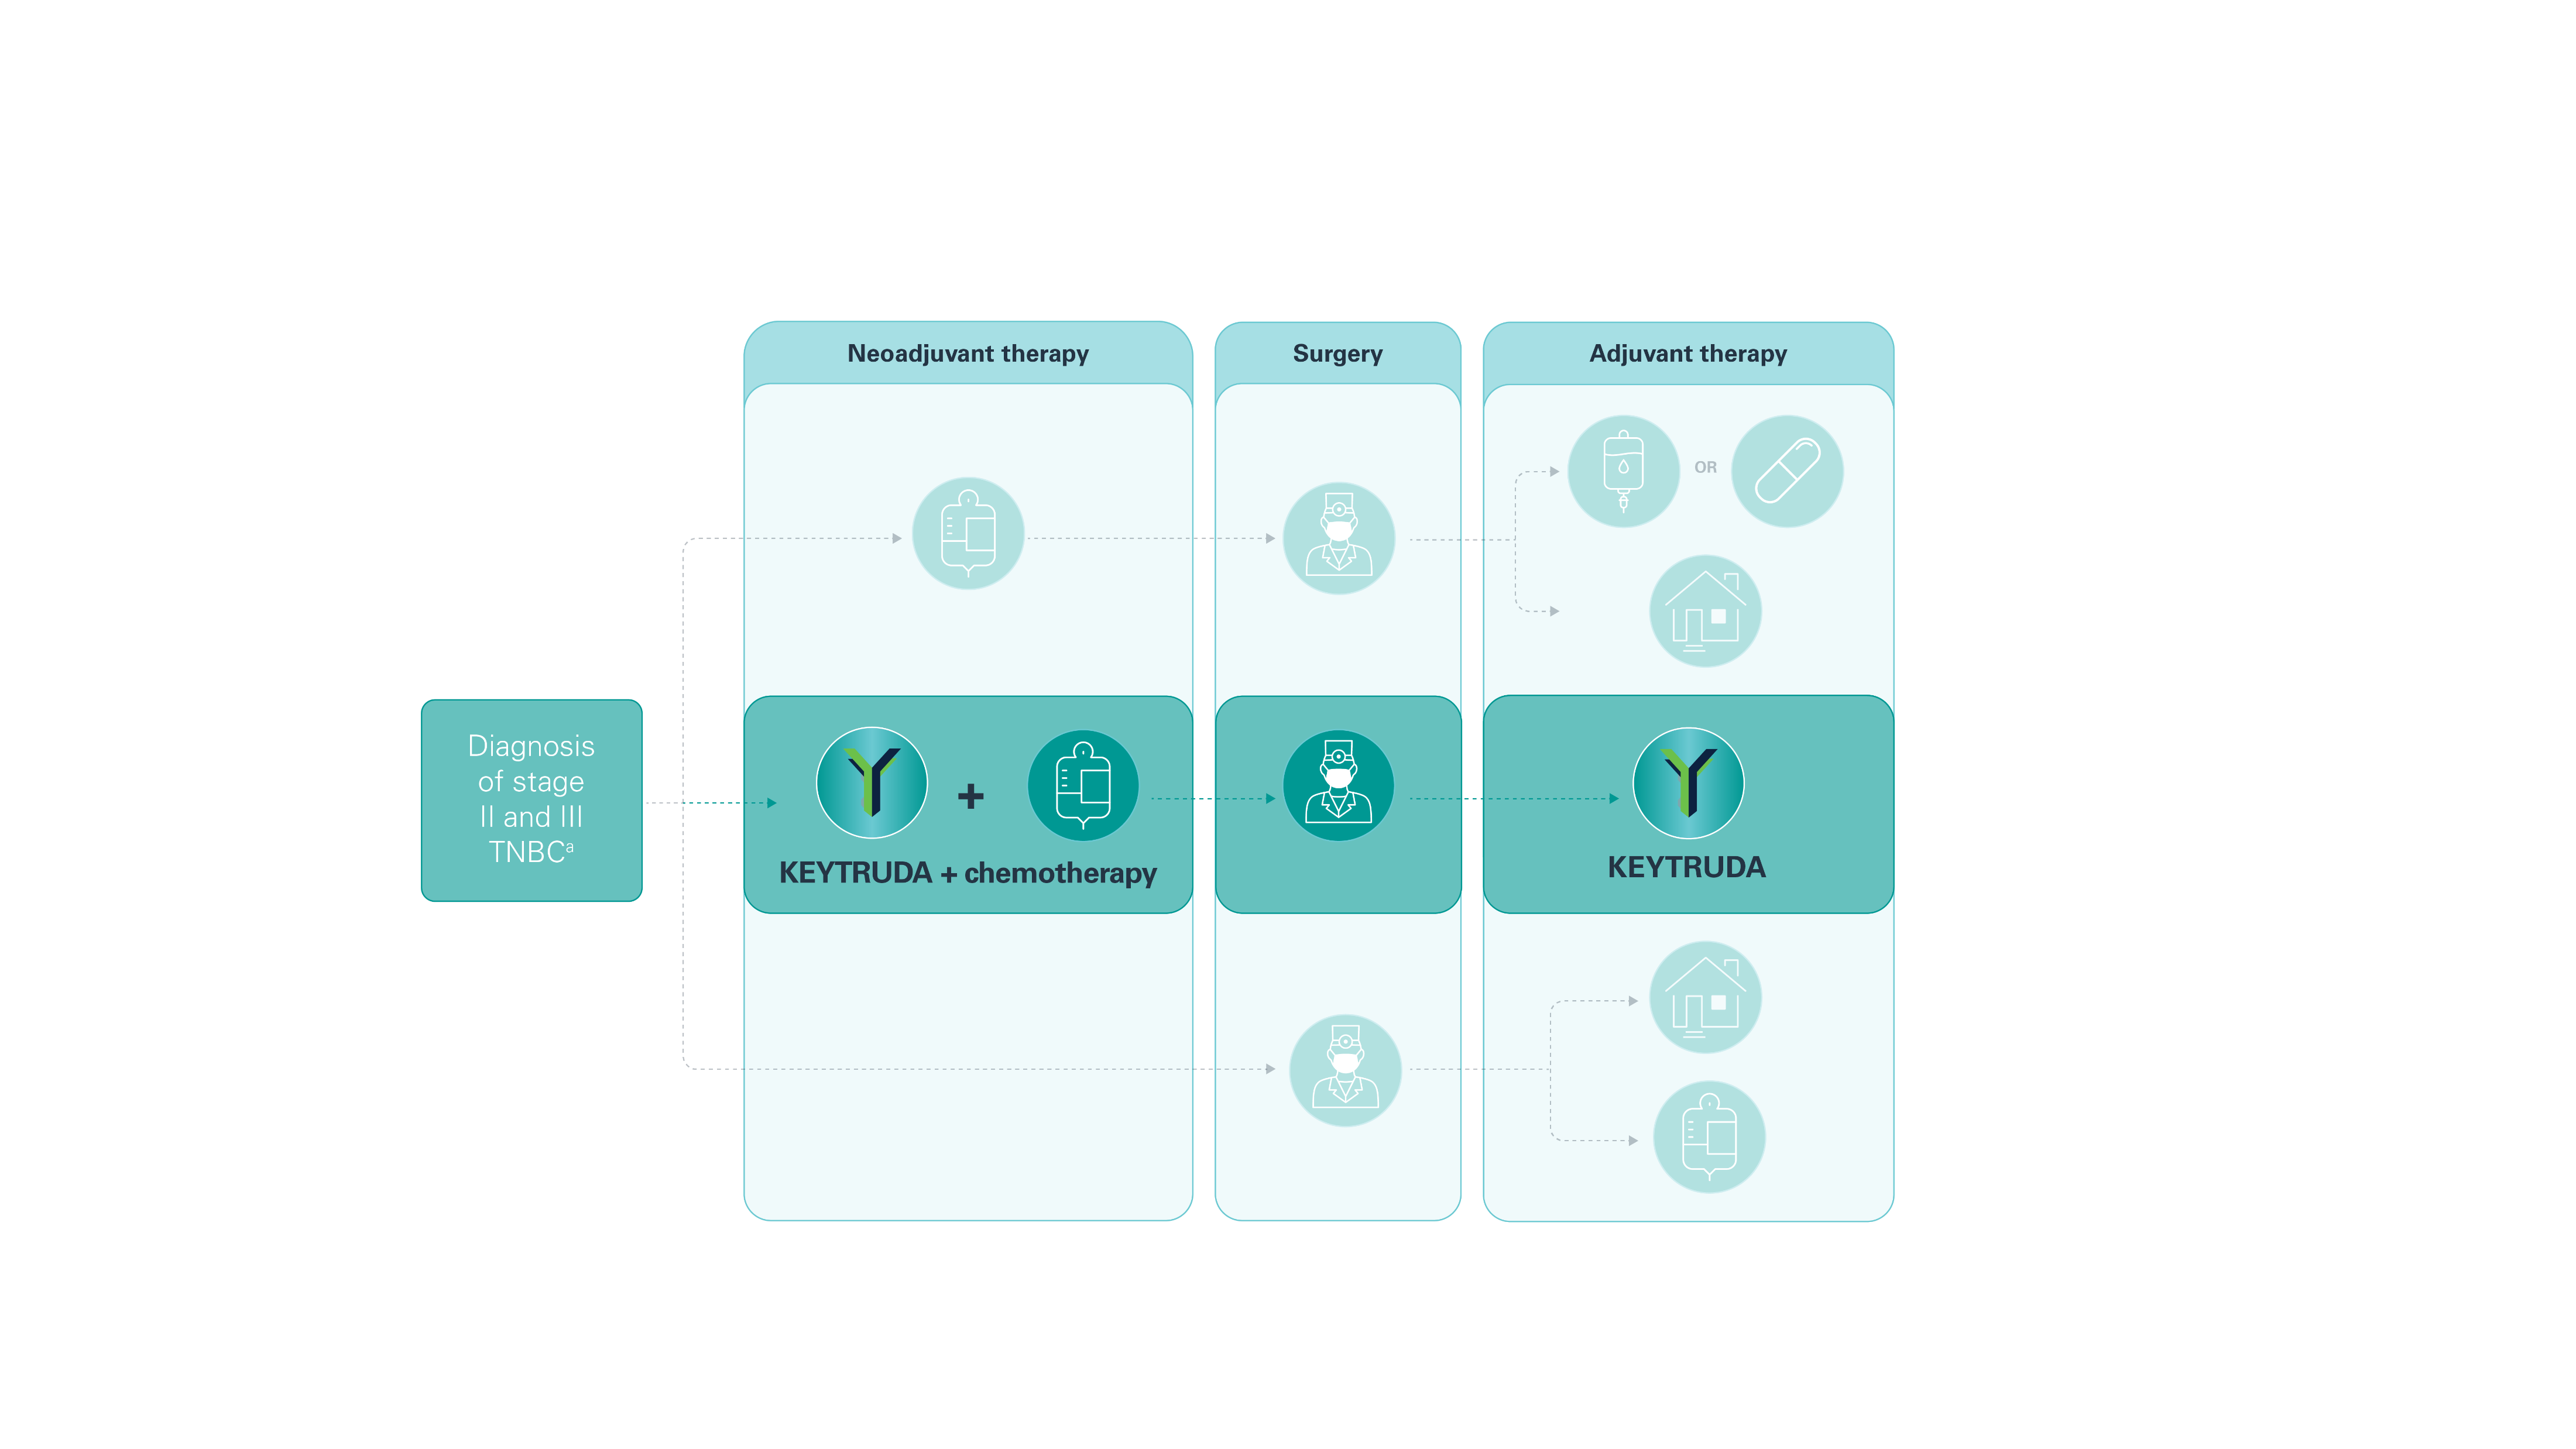 Neoadjuvant therapy
Surgery
Adjuvant therapy
OR
Diagnosis
of stage
II and III
TNBCᵃ
+
KEYTRUDA + chemotherapy
KEYTRUDA